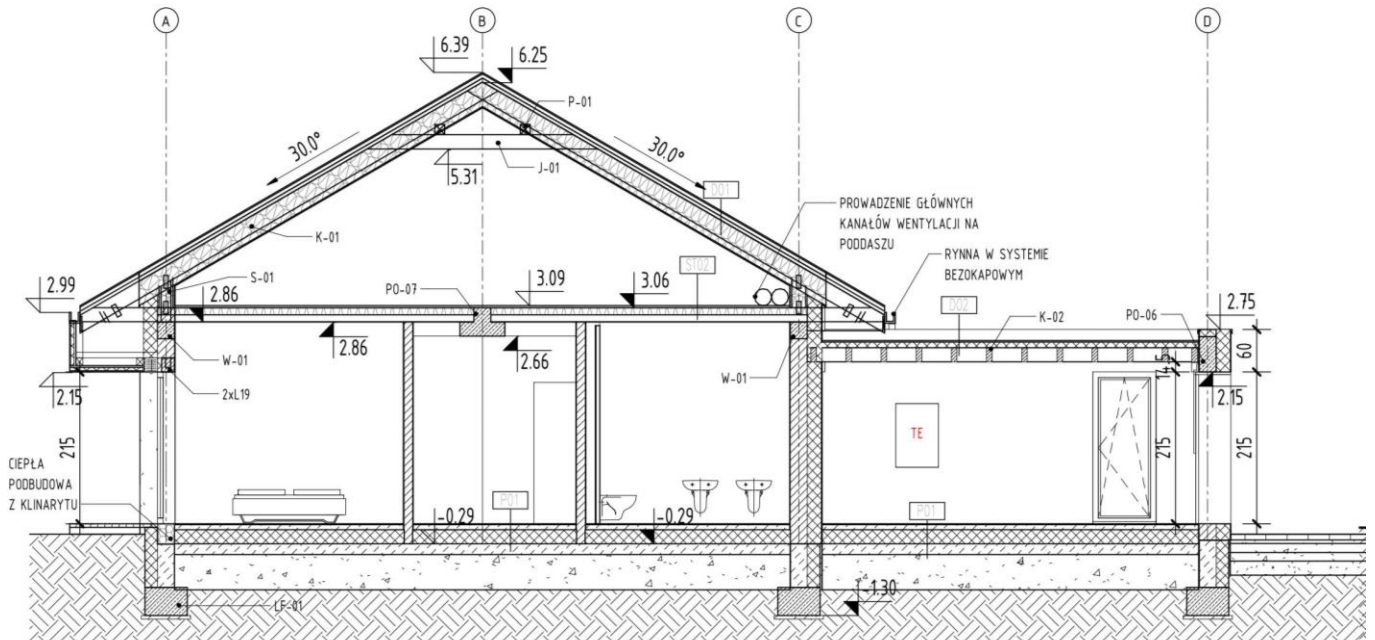 A
B
C
D
6.39
6.25
P-01
30.0°
30.0°
J-01
5.31
D01
PROWADZENIE GŁÓWNYCH
KANAŁÓW WENTYLACJI NA
PODDASZU
K-01
RYNNA W SYSTEMIE
BEZOKAPOWYM
ST02
S-01
2.99
2.86
PO-07
3.09
3.06
D02
K-02
PO-06
2.75
2.86
2.66
W-01
W-01
60
14.5
2xL19
2.15
2.15
215
TE
215
215
CIEPŁA
PODBUDOWA
Z KLINARYTU
P01
P01
-0.29
-0.29
LF-01
-1.30